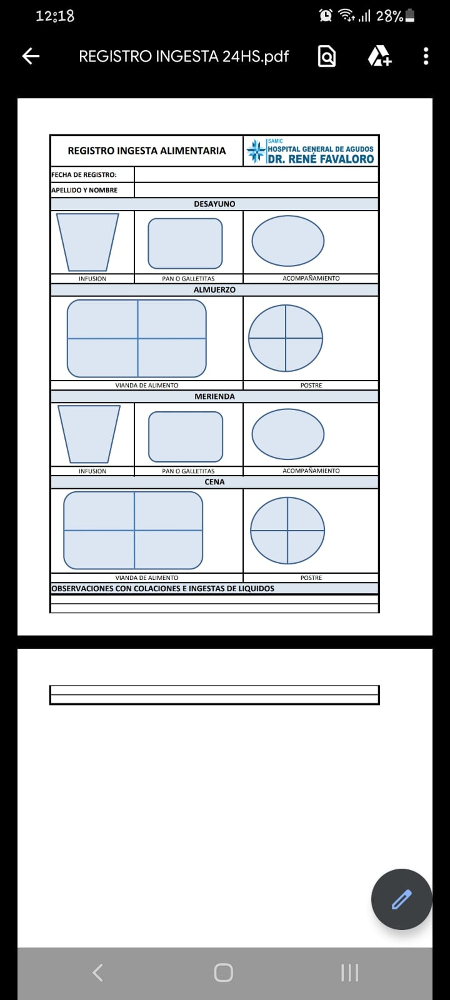 12:18 28%
REGISTRO INGESTA 24HS.pdf
REGISTRO INGESTA ALIMENTARIA
SAMIC
HOSPITAL GENERAL DE AGUDOS
DR. RENÉ FAVALORO
FECHA DE REGISTRO:
APELLIDO Y NOMBRE
DESAYUNO
INFUSION PAN O GALLETITAS ACOMPAÑAMIENTO
ALMUERZO
VIANDA DE ALIMENTO POSTRE
MERIENDA
INFUSION PAN O GALLETITAS ACOMPAÑAMIENTO
CENA
VIANDA DE ALIMENTO POSTRE
OBSERVACIONES CON COLACIONES E INGESTAS DE LIQUIDOS